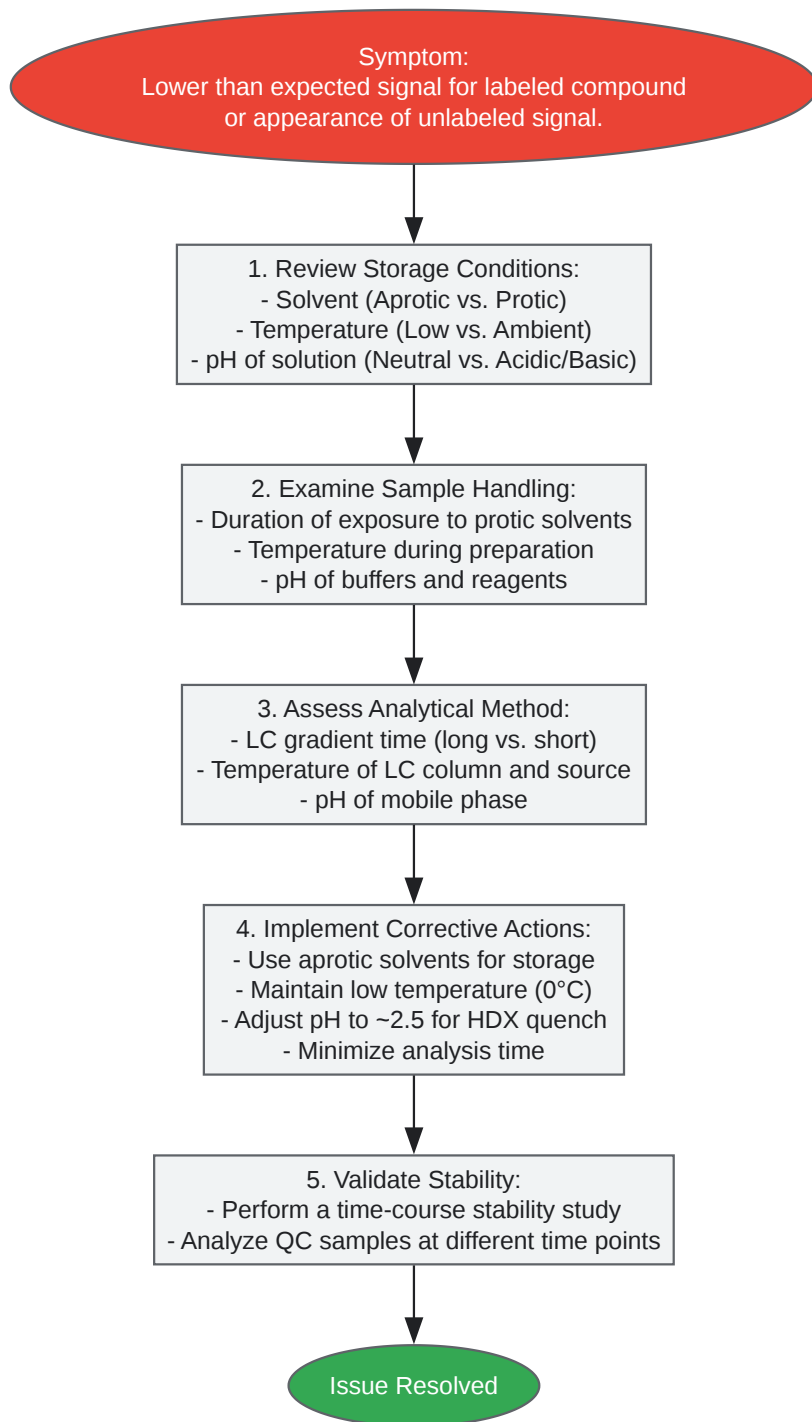 Symptom:
Lower than expected signal for labeled compound
or appearance of unlabeled signal.
1. Review Storage Conditions:
- Solvent (Aprotic vs. Protic)
- Temperature (Low vs. Ambient)
- pH of solution (Neutral vs. Acidic/Basic)
2. Examine Sample Handling:
- Duration of exposure to protic solvents
- Temperature during preparation
- pH of buffers and reagents
3. Assess Analytical Method:
- LC gradient time (long vs. short)
- Temperature of LC column and source
- pH of mobile phase
4. Implement Corrective Actions:
- Use aprotic solvents for storage
- Maintain low temperature (0°C)
- Adjust pH to ~2.5 for HDX quench
- Minimize analysis time
5. Validate Stability:
- Perform a time-course stability study
- Analyze QC samples at different time points
Issue Resolved